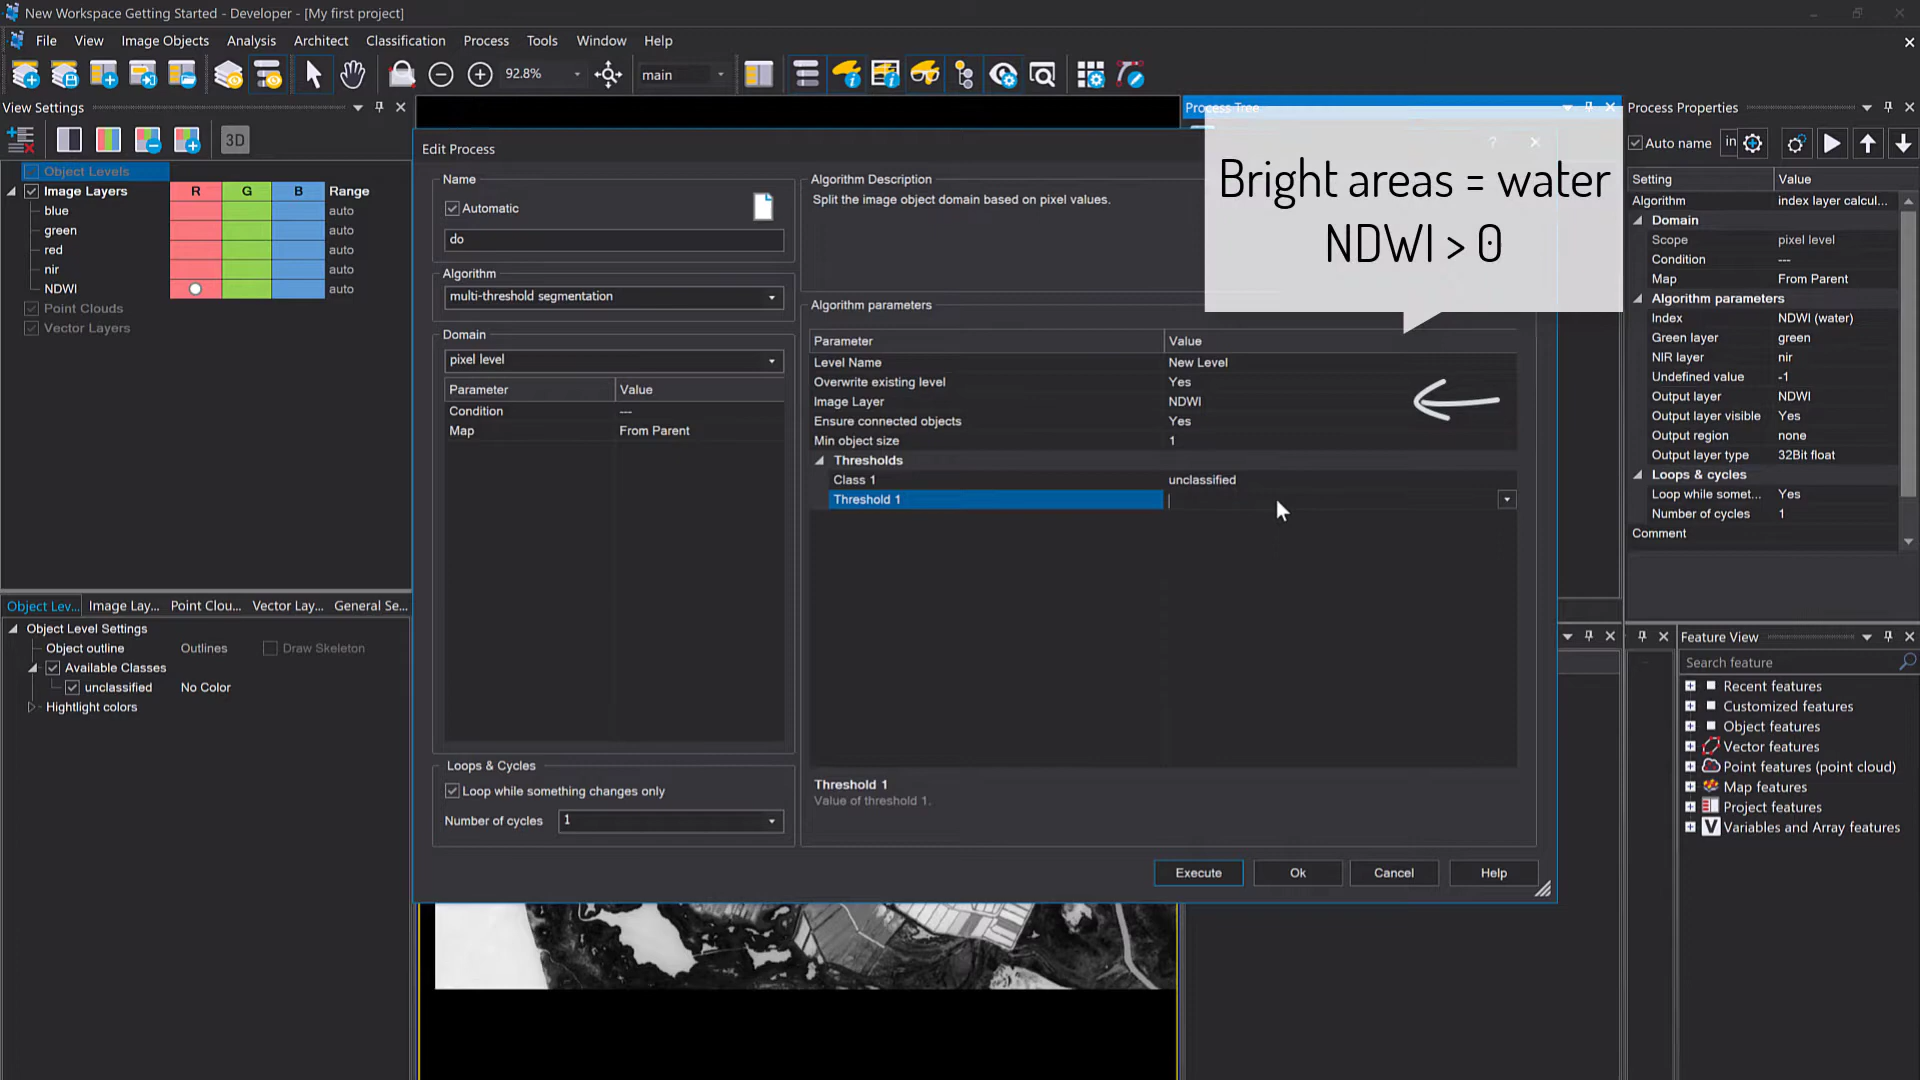 New Workspace Getting Started - Developer - [My first project]
File View Image Objects Analysis Architect Classification Process Tools Window Help
92.8%
main
View Settings
3D
Object Levels
Image Layers R G B Range
blue auto
green auto
red auto
nir auto
NDWI auto
Point Clouds
Vector Layers
Object Lev... Image Lay... Point Clou... Vector Lay... General Se...
Object Level Settings
Object outline Outlines Draw Skeleton
Available Classes
unclassified No Color
Hightlight colors
Edit Process
Name
Automatic
do
Algorithm
multi-threshold segmentation
Domain
pixel level
Parameter Value
Condition ---
Map From Parent
Loops & Cycles
Loop while something changes only
Number of cycles 1
Algorithm Description
Split the image object domain based on pixel values.
Algorithm parameters
Parameter Value
Level Name New Level
Overwrite existing level Yes
Image Layer NDWI
Ensure connected objects Yes
Min object size 1
Thresholds
Class 1 unclassified
Threshold 1
Threshold 1
Value of threshold 1.
Execute Ok Cancel Help
Process Tree
Bright areas = water
NDWI > 0
Process Properties
Auto name in
Setting Value
Algorithm index layer calcul...
Domain
Scope pixel level
Condition ---
Map From Parent
Algorithm parameters
Index NDWI (water)
Green layer green
NIR layer nir
Undefined value -1
Output layer NDWI
Output layer visible Yes
Output region none
Output layer type 32Bit float
Loops & cycles
Loop while somet... Yes
Number of cycles 1
Comment
Feature View
Search feature
Recent features
Customized features
Object features
Vector features
Point features (point cloud)
Map features
Project features
V Variables and Array features